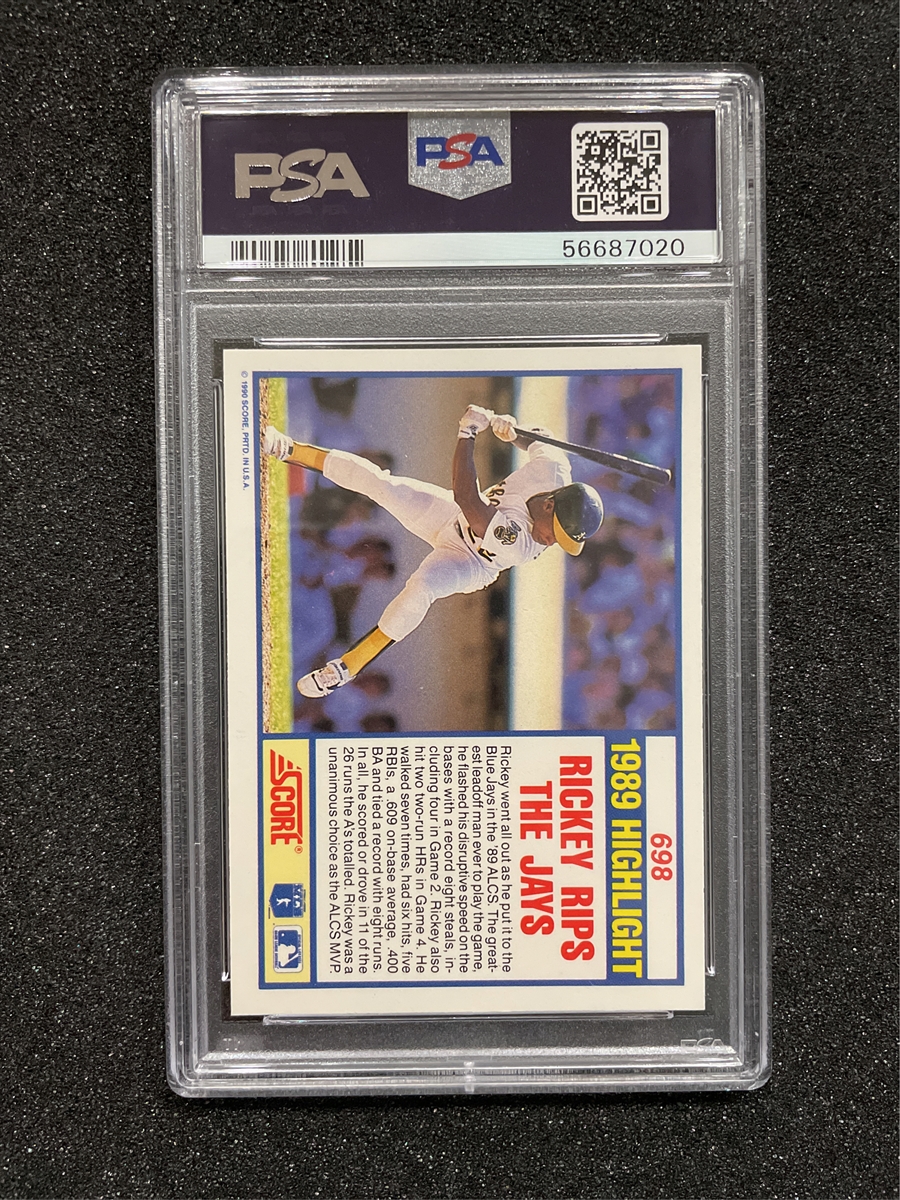 PSA
PSA
56687020
698
1989 HIGHLIGHT
RICKEY RIPS
THE JAYS
Rickey went all out as he put it to the
Blue Jays in the '89 ALCS. The great-
est leadoff man ever to play the game,
he flashed his disruptive speed on the
bases with a record eight steals, in-
cluding four in Game 2. Rickey also
hit two two-run HRs in Game 4. He
walked seven times, had six hits, five
RBIs, a .609 on-base average, .400
BA and tied a record with eight runs.
In all, he scored or drove in 11 of the
26 runs the A's totalled. Rickey was a
unanimous choice as the ALCS MVP.
SCORE®
© 1990 SCORE, PRTD. IN U.S.A.
PSA